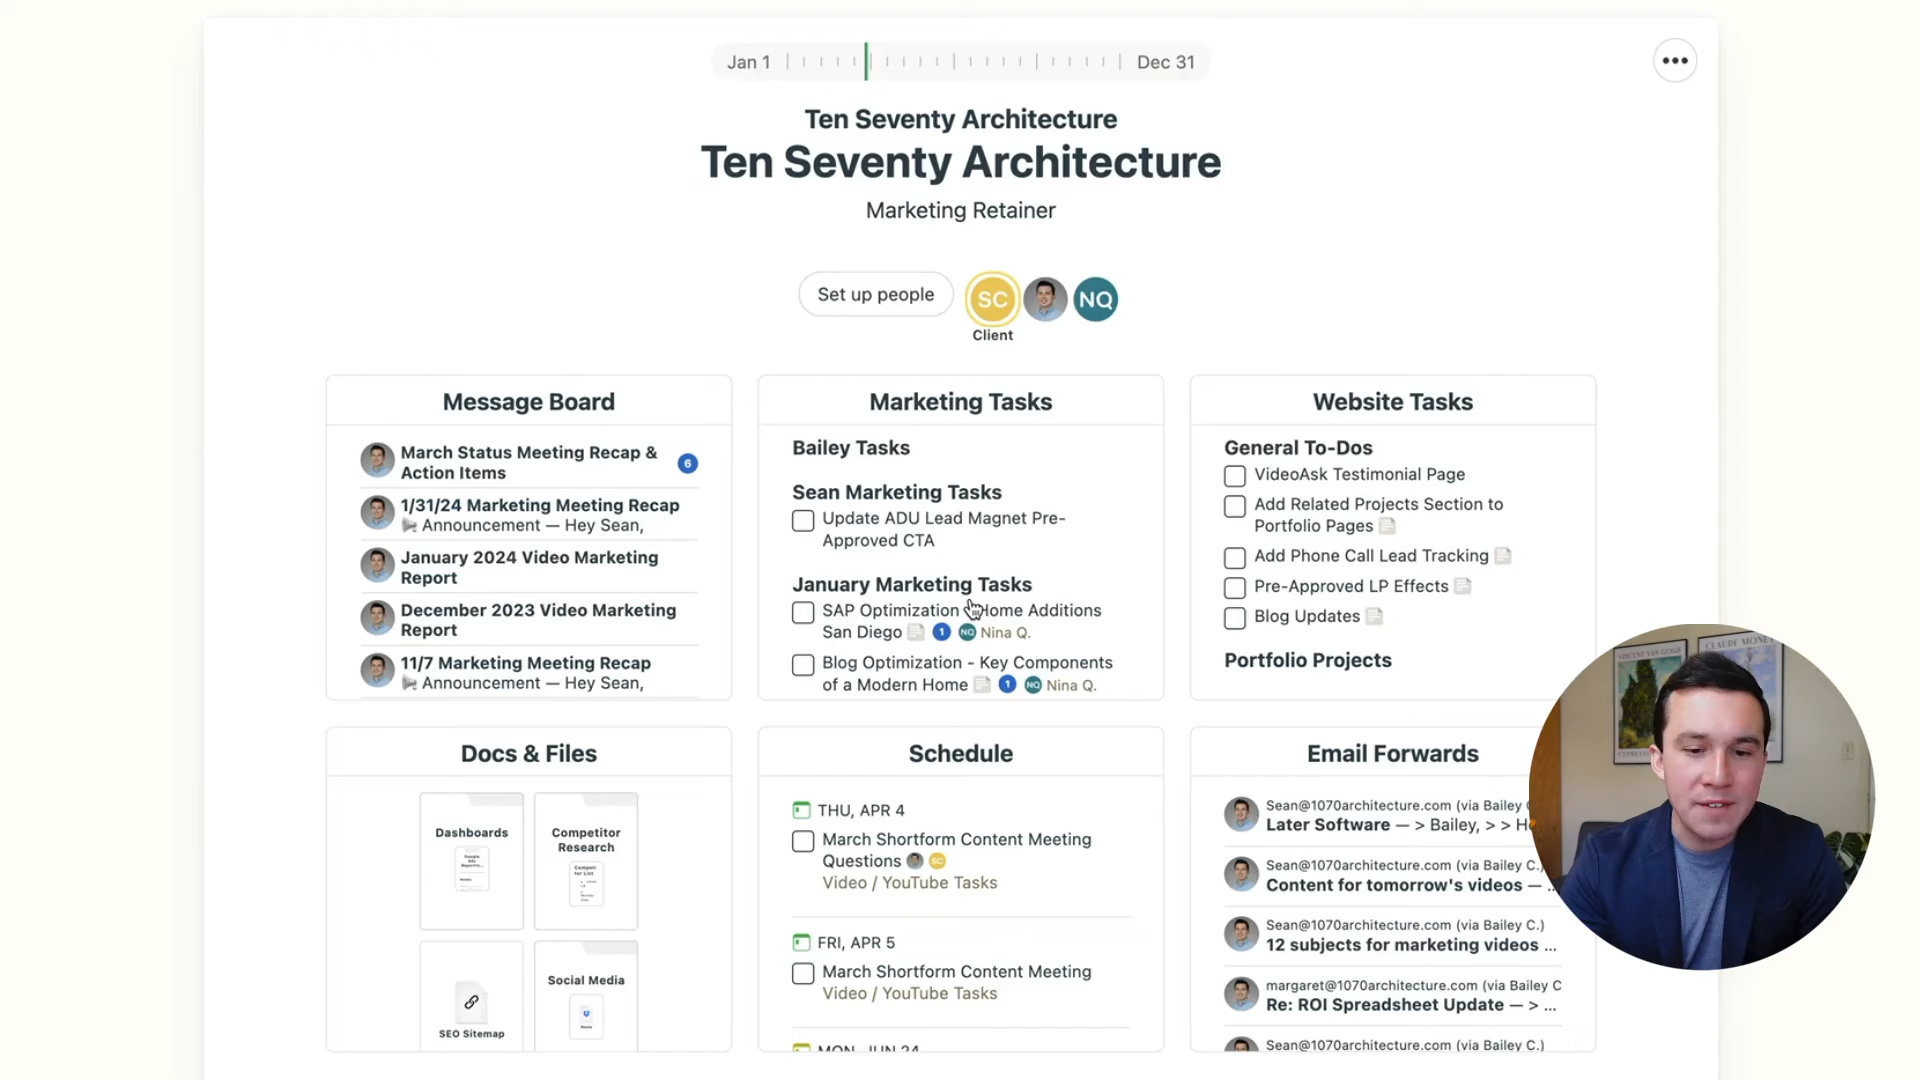 Jan 1
Dec 31
Ten Seventy Architecture
Ten Seventy Architecture
Marketing Retainer
Set up people
SC
NQ
Client
Message Board
March Status Meeting Recap &
Action Items
6
1/31/24 Marketing Meeting Recap
Announcement — Hey Sean,
January 2024 Video Marketing
Report
December 2023 Video Marketing
Report
11/7 Marketing Meeting Recap
Announcement — Hey Sean,
Marketing Tasks
Bailey Tasks
Sean Marketing Tasks
Update ADU Lead Magnet Pre-
Approved CTA
January Marketing Tasks
SAP Optimization Home Additions
San Diego 1 NQ Nina Q.
Blog Optimization - Key Components
of a Modern Home 1 NQ Nina Q.
Website Tasks
General To-Dos
VideoAsk Testimonial Page
Add Related Projects Section to
Portfolio Pages
Add Phone Call Lead Tracking
Pre-Approved LP Effects
Blog Updates
Portfolio Projects
Docs & Files
Dashboards
Competitor
Research
SEO Sitemap
Social Media
Schedule
THU, APR 4
March Shortform Content Meeting
Questions SC
Video / YouTube Tasks
FRI, APR 5
March Shortform Content Meeting
Video / YouTube Tasks
MON, JUN 24
Email Forwards
Sean@1070architecture.com (via Bailey
Later Software — > Bailey, > >
Sean@1070architecture.com (via Bailey C.)
Content for tomorrow's videos —
Sean@1070architecture.com (via Bailey C.)
12 subjects for marketing videos ...
margaret@1070architecture.com (via Bailey C
Re: ROI Spreadsheet Update — > ...
Sean@1070architecture.com (via Bailey C.)
VINCENT VAN GOGH
CLAUDE MONET